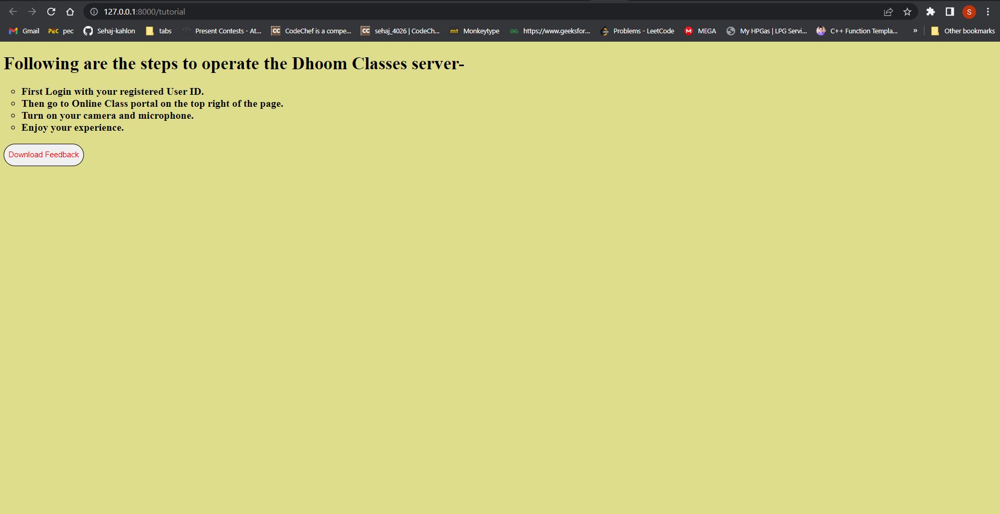 127.0.0.1:8000/tutorial
S
Gmail PEC pec Sehaj-kahlon tabs Present Contests - At... CC CodeChef is a compe... CC sehaj_4026 | CodeCh... mt Monkeytype https://www.geeksfor... Problems - LeetCode M MEGA My HPGas | LPG Servi... C++ Function Templa... » Other bookmarks
Following are the steps to operate the Dhoom Classes server-
First Login with your registered User ID.
Then go to Online Class portal on the top right of the page.
Turn on your camera and microphone.
Enjoy your experience.
Download Feedback